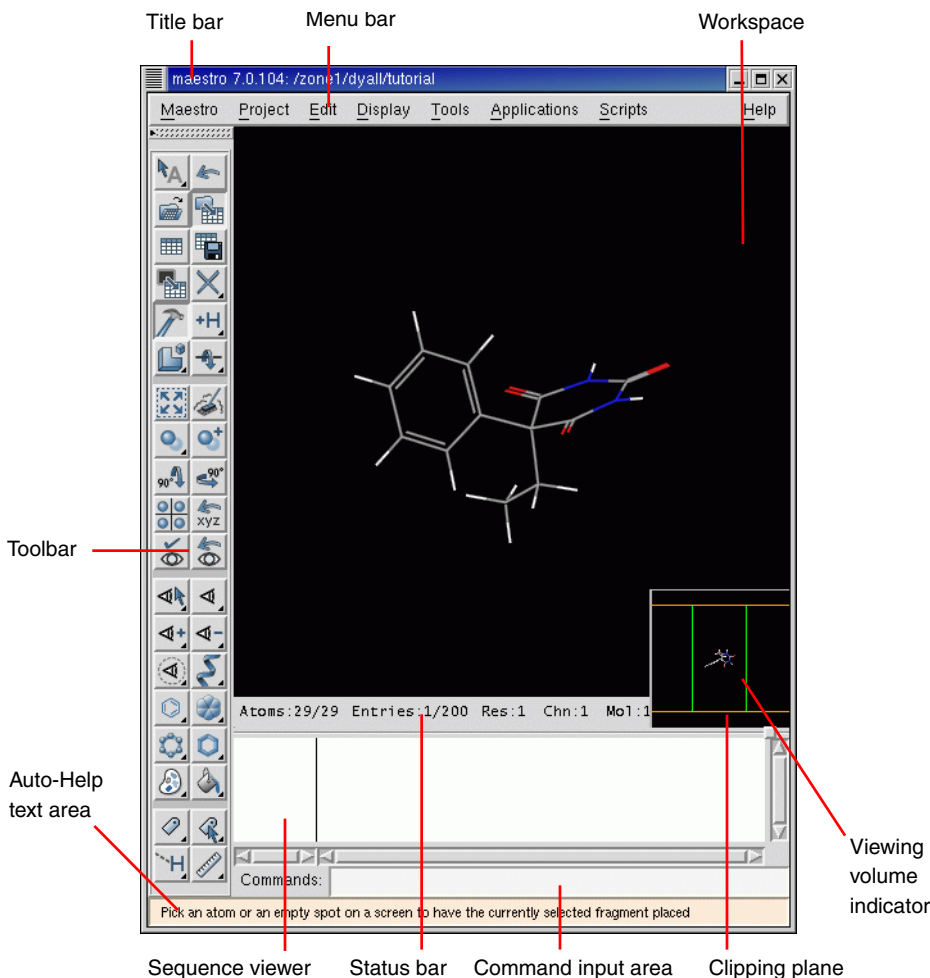 Title bar
Menu bar
Workspace
maestro 7.0.104: /zone1/dyall/tutorial
Maestro Project Edit Display Tools Applications Scripts Help
A
+H
90° 90°
xyz
Toolbar
Atoms:29/29 Entries:1/200 Res:1 Chn:1 Mol:1
Auto-Help
text area
H
Viewing
volume
indicator
Commands:
Pick an atom or an empty spot on a screen to have the currently selected fragment placed
Sequence viewer
Status bar
Command input area
Clipping plane